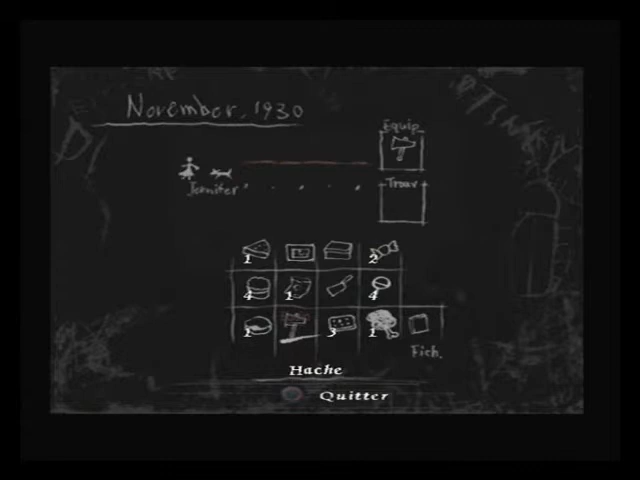 November, 1930
Equip.
Jennifer
Trouv
1 2
4 1 4
1 3 1
Fich.
Hache
Quitter